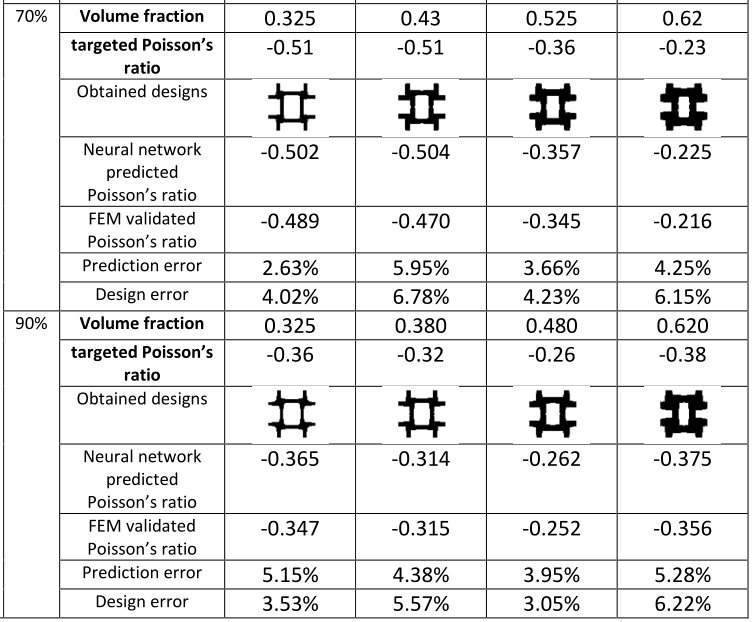 70% Volume fraction 0.325 0.43 0.525 0.62
targeted Poisson's ratio -0.51 -0.51 -0.36 -0.23
Obtained designs
Neural network predicted Poisson's ratio -0.502 -0.504 -0.357 -0.225
FEM validated Poisson's ratio -0.489 -0.470 -0.345 -0.216
Prediction error 2.63% 5.95% 3.66% 4.25%
Design error 4.02% 6.78% 4.23% 6.15%
90% Volume fraction 0.325 0.380 0.480 0.620
targeted Poisson's ratio -0.36 -0.32 -0.26 -0.38
Obtained designs
Neural network predicted Poisson's ratio -0.365 -0.314 -0.262 -0.375
FEM validated Poisson's ratio -0.347 -0.315 -0.252 -0.356
Prediction error 5.15% 4.38% 3.95% 5.28%
Design error 3.53% 5.57% 3.05% 6.22%